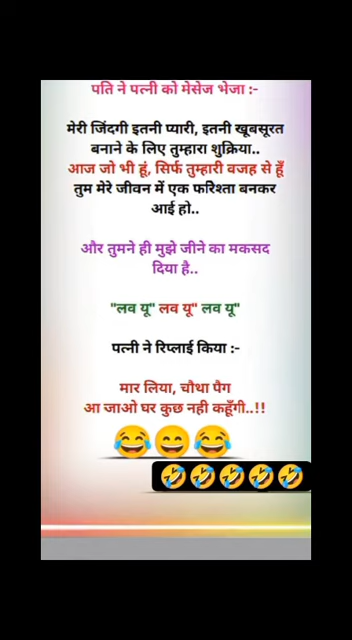 पति ने पत्नी को मेसेज भेजा :-
मेरी जिंदगी इतनी प्यारी, इतनी खूबसूरत
बनाने के लिए तुम्हारा शुक्रिया..
आज जो भी हूं, सिर्फ तुम्हारी वजह से हूँ
तुम मेरे जीवन में एक फरिश्ता बनकर
आई हो..
और तुमने ही मुझे जीने का मकसद
दिया है..
"लव यू" लव यू" लव यू"
पत्नी ने रिप्लाई किया :-
मार लिया, चौथा पैग
आ जाओ घर कुछ नही कहूँगी..!!
😂😂😂
🤣🤣🤣🤣🤣